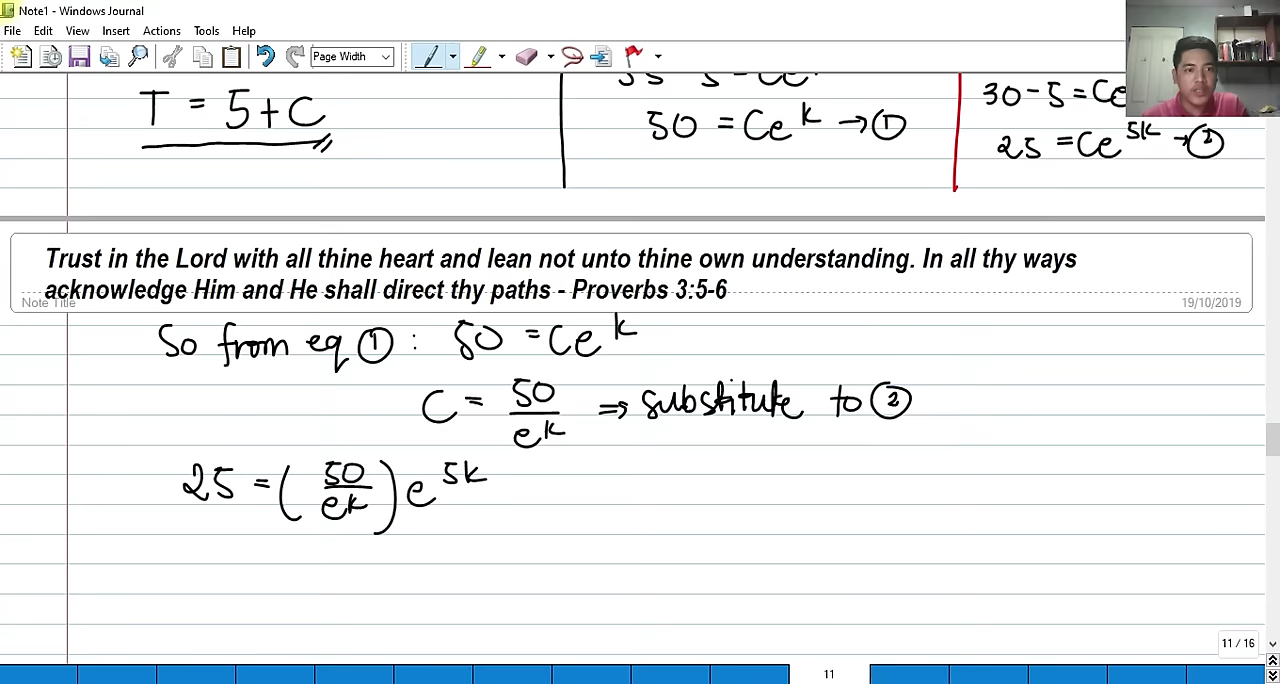 Note1 - Windows Journal
File Edit View Insert Actions Tools Help
Page Width
T = 5+C
50 = Ce^k → ①
30-5 = Ce
25 = Ce^5k → ②
Trust in the Lord with all thine heart and lean not unto thine own understanding. In all thy ways
acknowledge Him and He shall direct thy paths - Proverbs 3:5-6
Note Title
19/10/2019
So from eq ① : 50 = Ce^k
C = 50/e^k ⇒ substitute to ②
25 = (50/e^k) e^5k
11 / 16
11